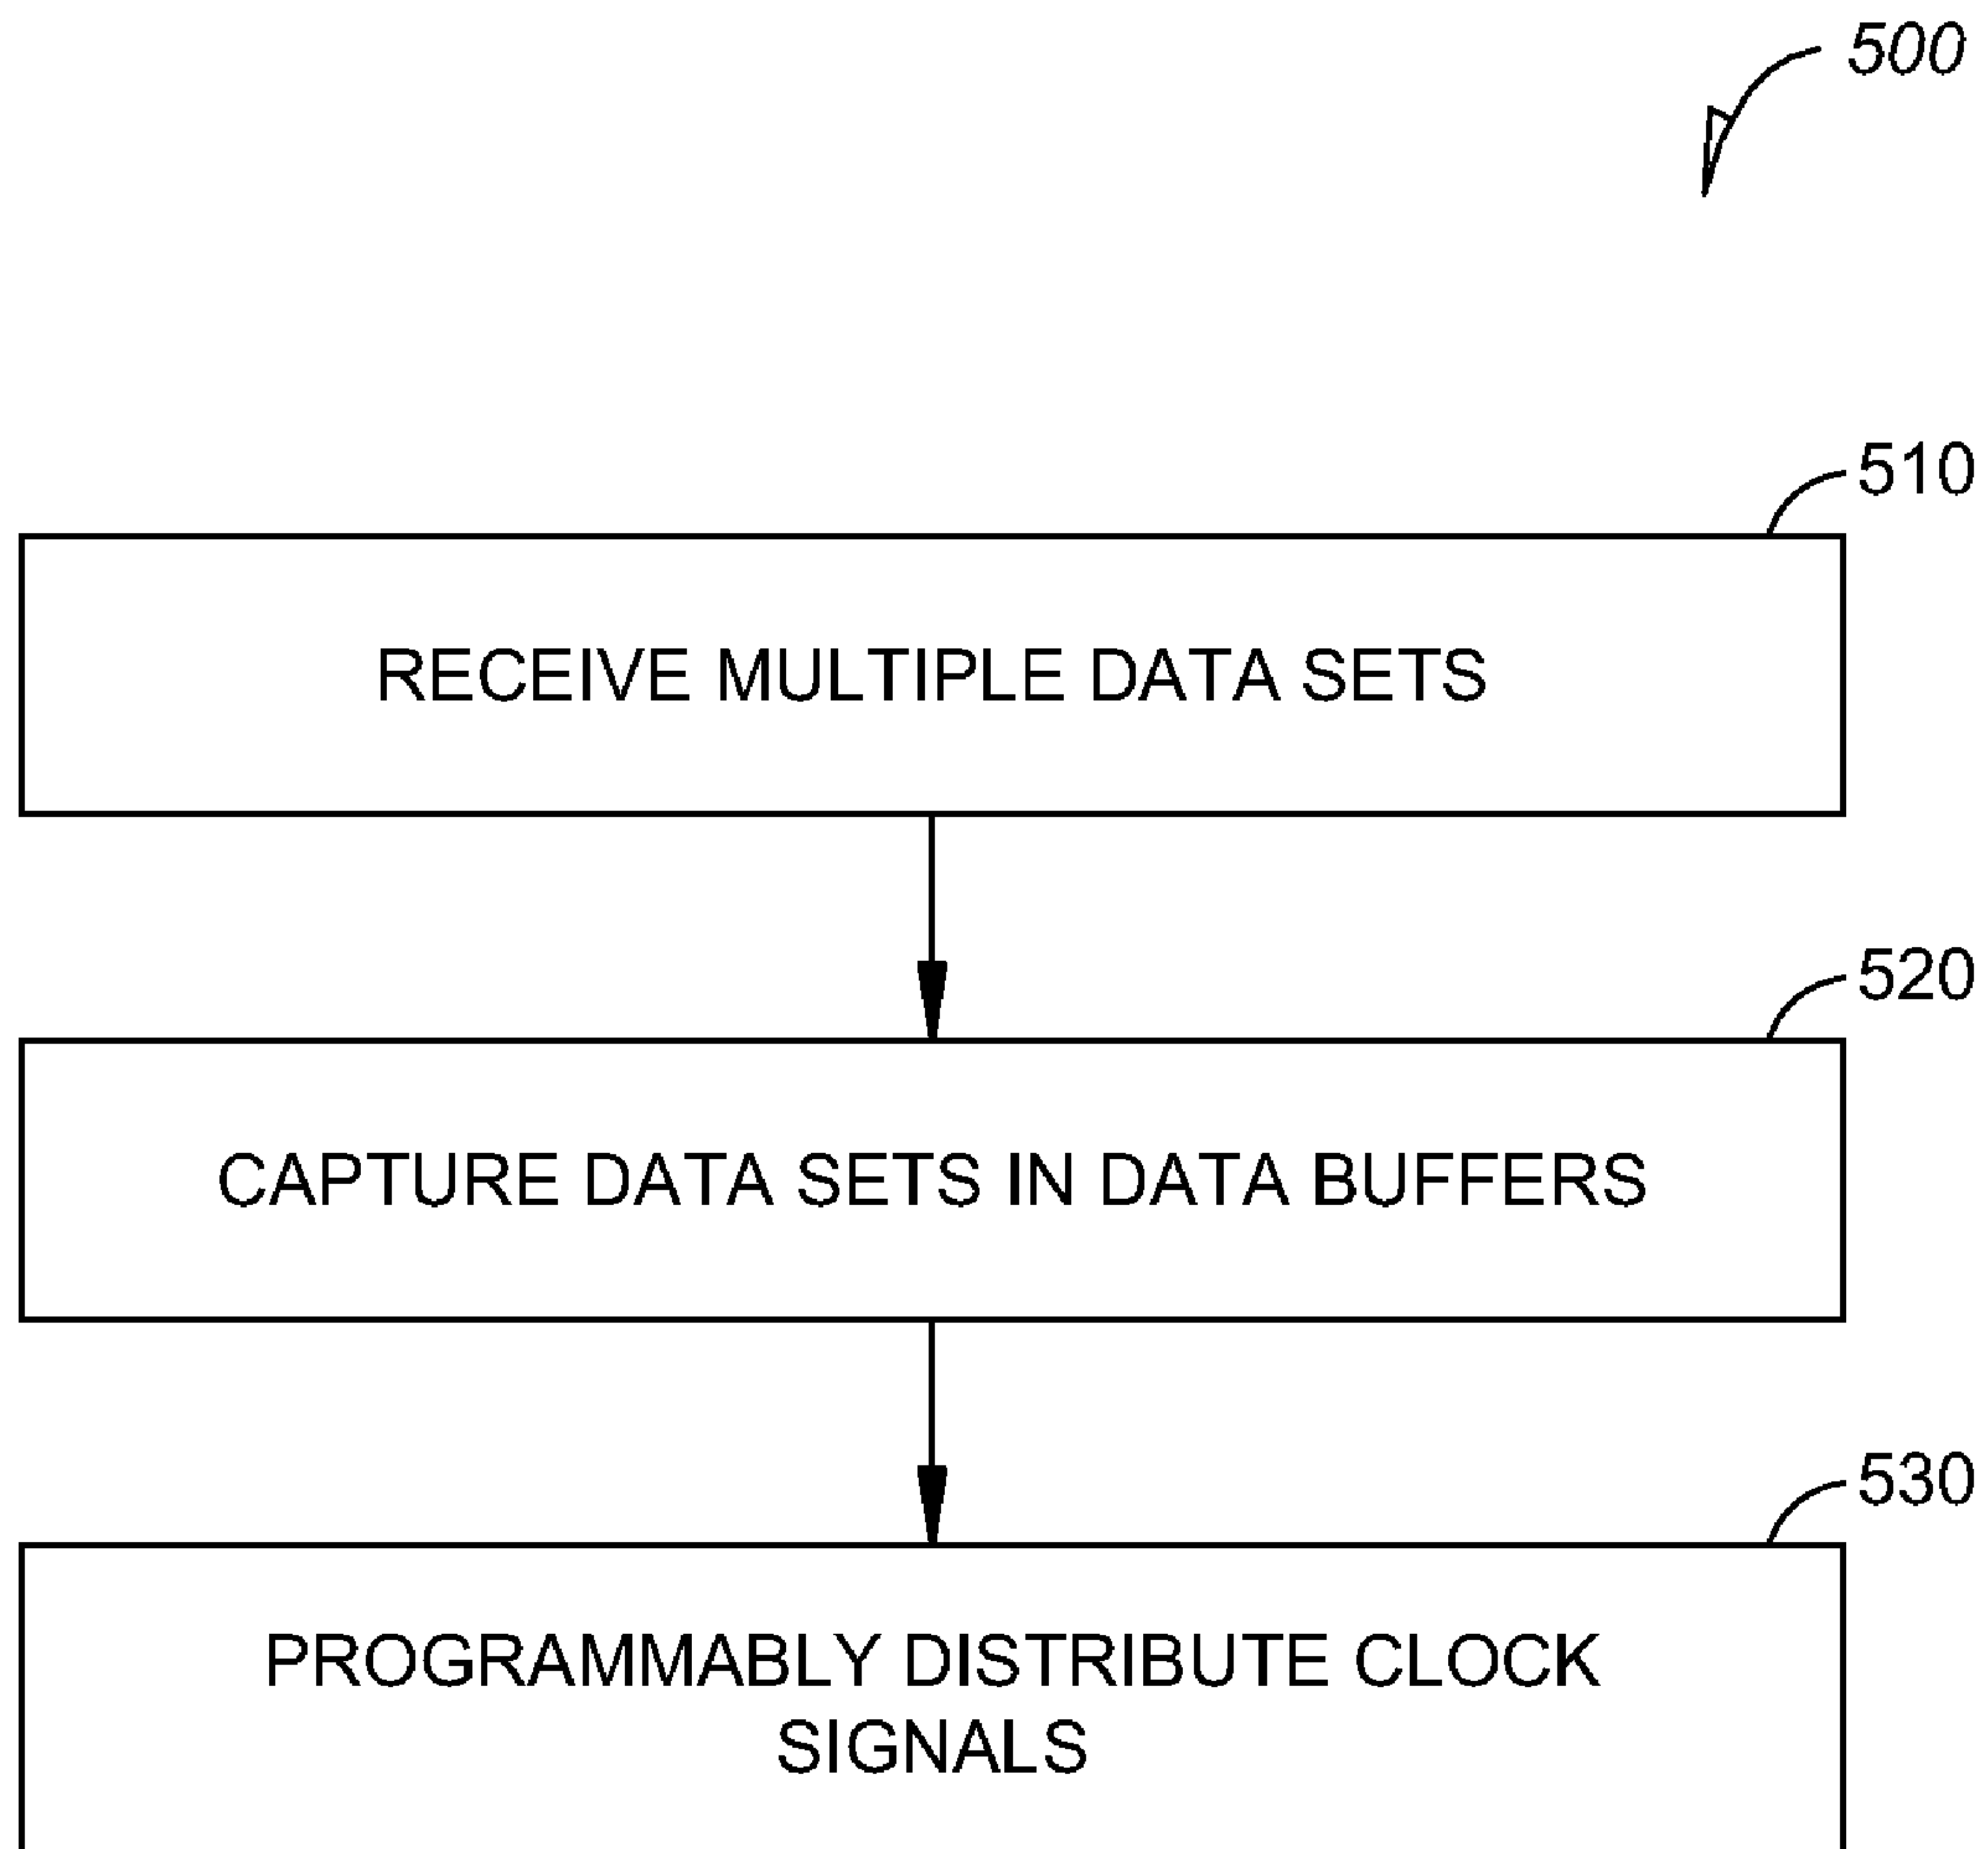 500
510
RECEIVE MULTIPLE DATA SETS
520
CAPTURE DATA SETS IN DATA BUFFERS
530
PROGRAMMABLY DISTRIBUTE CLOCK
SIGNALS